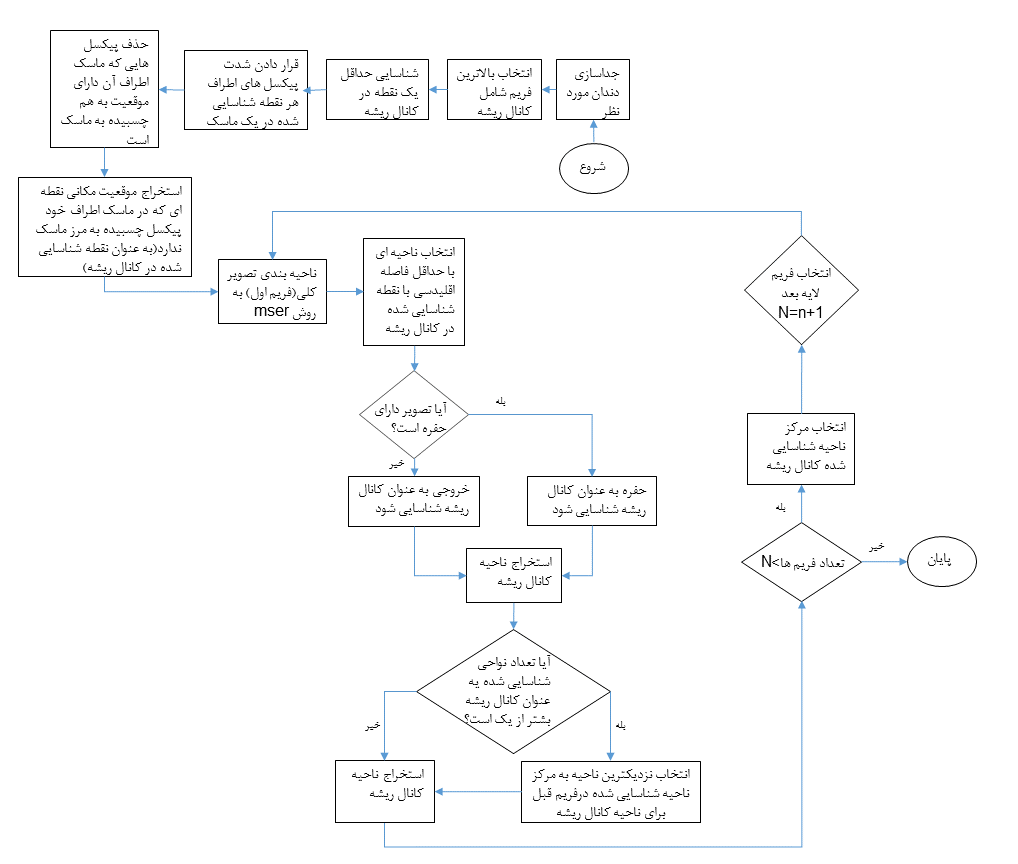 شروع
جداسازی
دندان مورد
نظر
انتخاب بالاترین
فریم شامل
کانال ریشه
شناسایی حداقل
یک نقطه در
کانال ریشه
قرار دادن شدت
پیکسل های اطراف
هر نقطه شناسایی
شده در یک ماسک
حذف پیکسل
هایی که ماسک
اطراف آن دارای
موقعیت به هم
چسبیده به ماسک
است
استخراج موقعیت مکانی نقطه
ای که در ماسک اطراف خود
پیکسل چسبیده به مرز ماسک
ندارد(به عنوان نقطه شناسایی
شده در کانال ریشه)
ناحیه بندی تصویر
کلی(فریم اول) به
روش mser
انتخاب ناحیه ای
با حداقل فاصله
اقلیدسی با نقطه
شناسایی شده
در کانال ریشه
آیا تصویر دارای
حفره است؟
بله
خیر
خروجی به عنوان کانال
ریشه شناسایی شود
حفره به عنوان کانال
ریشه شناسایی شود
استخراج ناحیه
کانال ریشه
آیا تعداد نواحی
شناسایی شده یه
عنوان کانال ریشه
بشتر از یک است؟
خیر
بله
انتخاب نزدیکترین ناحیه به مرکز
ناحیه شناسایی شده درفریم قبل
برای ناحیه کانال ریشه
استخراج ناحیه
کانال ریشه
تعداد فریم ها>N
خیر
پایان
بله
انتخاب مرکز
ناحیه شناسایی
شده کانال ریشه
انتخاب فریم
لایه بعد
N=n+1